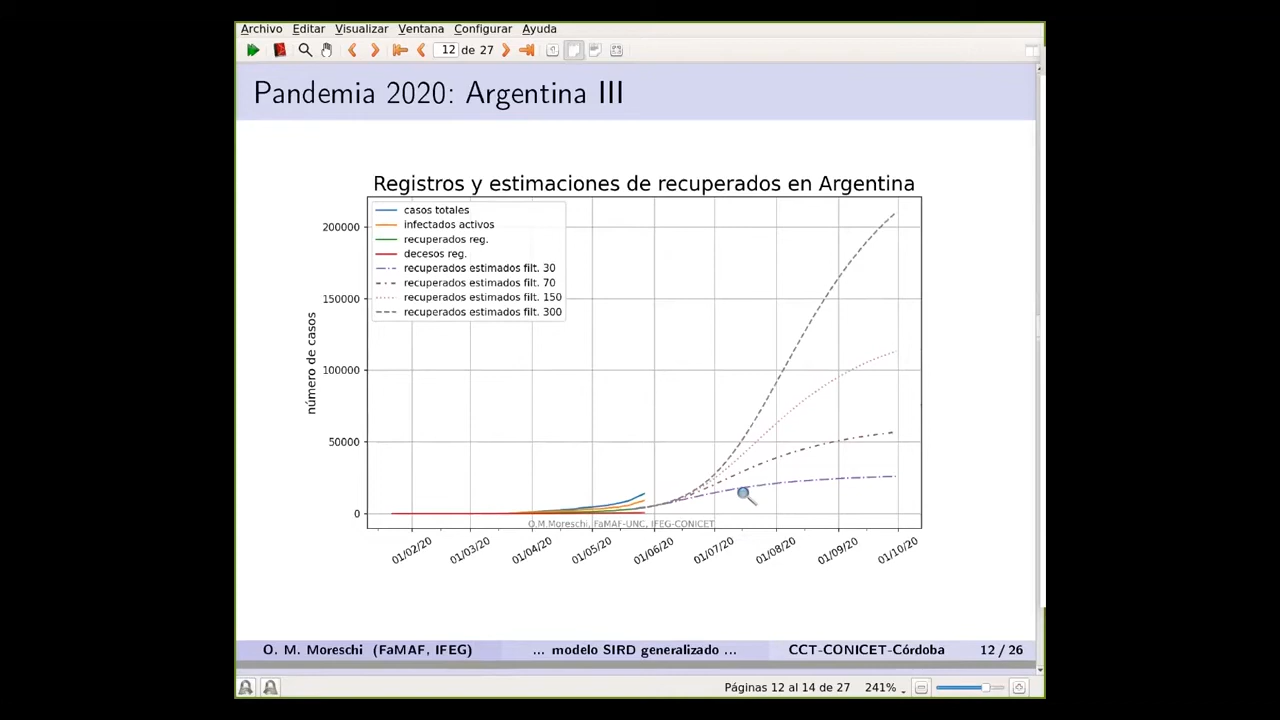 Archivo Editar Visualizar Ventana Configurar Ayuda
12 de 27
Pandemia 2020: Argentina III
Registros y estimaciones de recuperados en Argentina
casos totales
infectados activos
recuperados reg.
decesos reg.
recuperados estimados filt. 30
recuperados estimados filt. 70
recuperados estimados filt. 150
recuperados estimados filt. 300
200000
150000
100000
50000
0
número de casos
O.M.Moreschi, FaMAF-UNC, IFEG-CONICET
01/02/20 01/03/20 01/04/20 01/05/20 01/06/20 01/07/20 01/08/20 01/09/20 01/10/20
O. M. Moreschi (FaMAF, IFEG) ... modelo SIRD generalizado ... CCT-CONICET-Córdoba 12 / 26
Páginas 12 al 14 de 27 241%